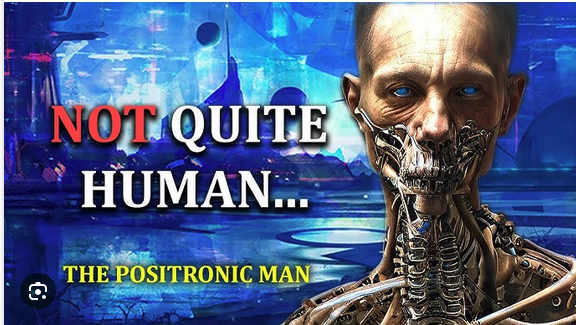 NOT QUITE
HUMAN...
THE POSITRONIC MAN